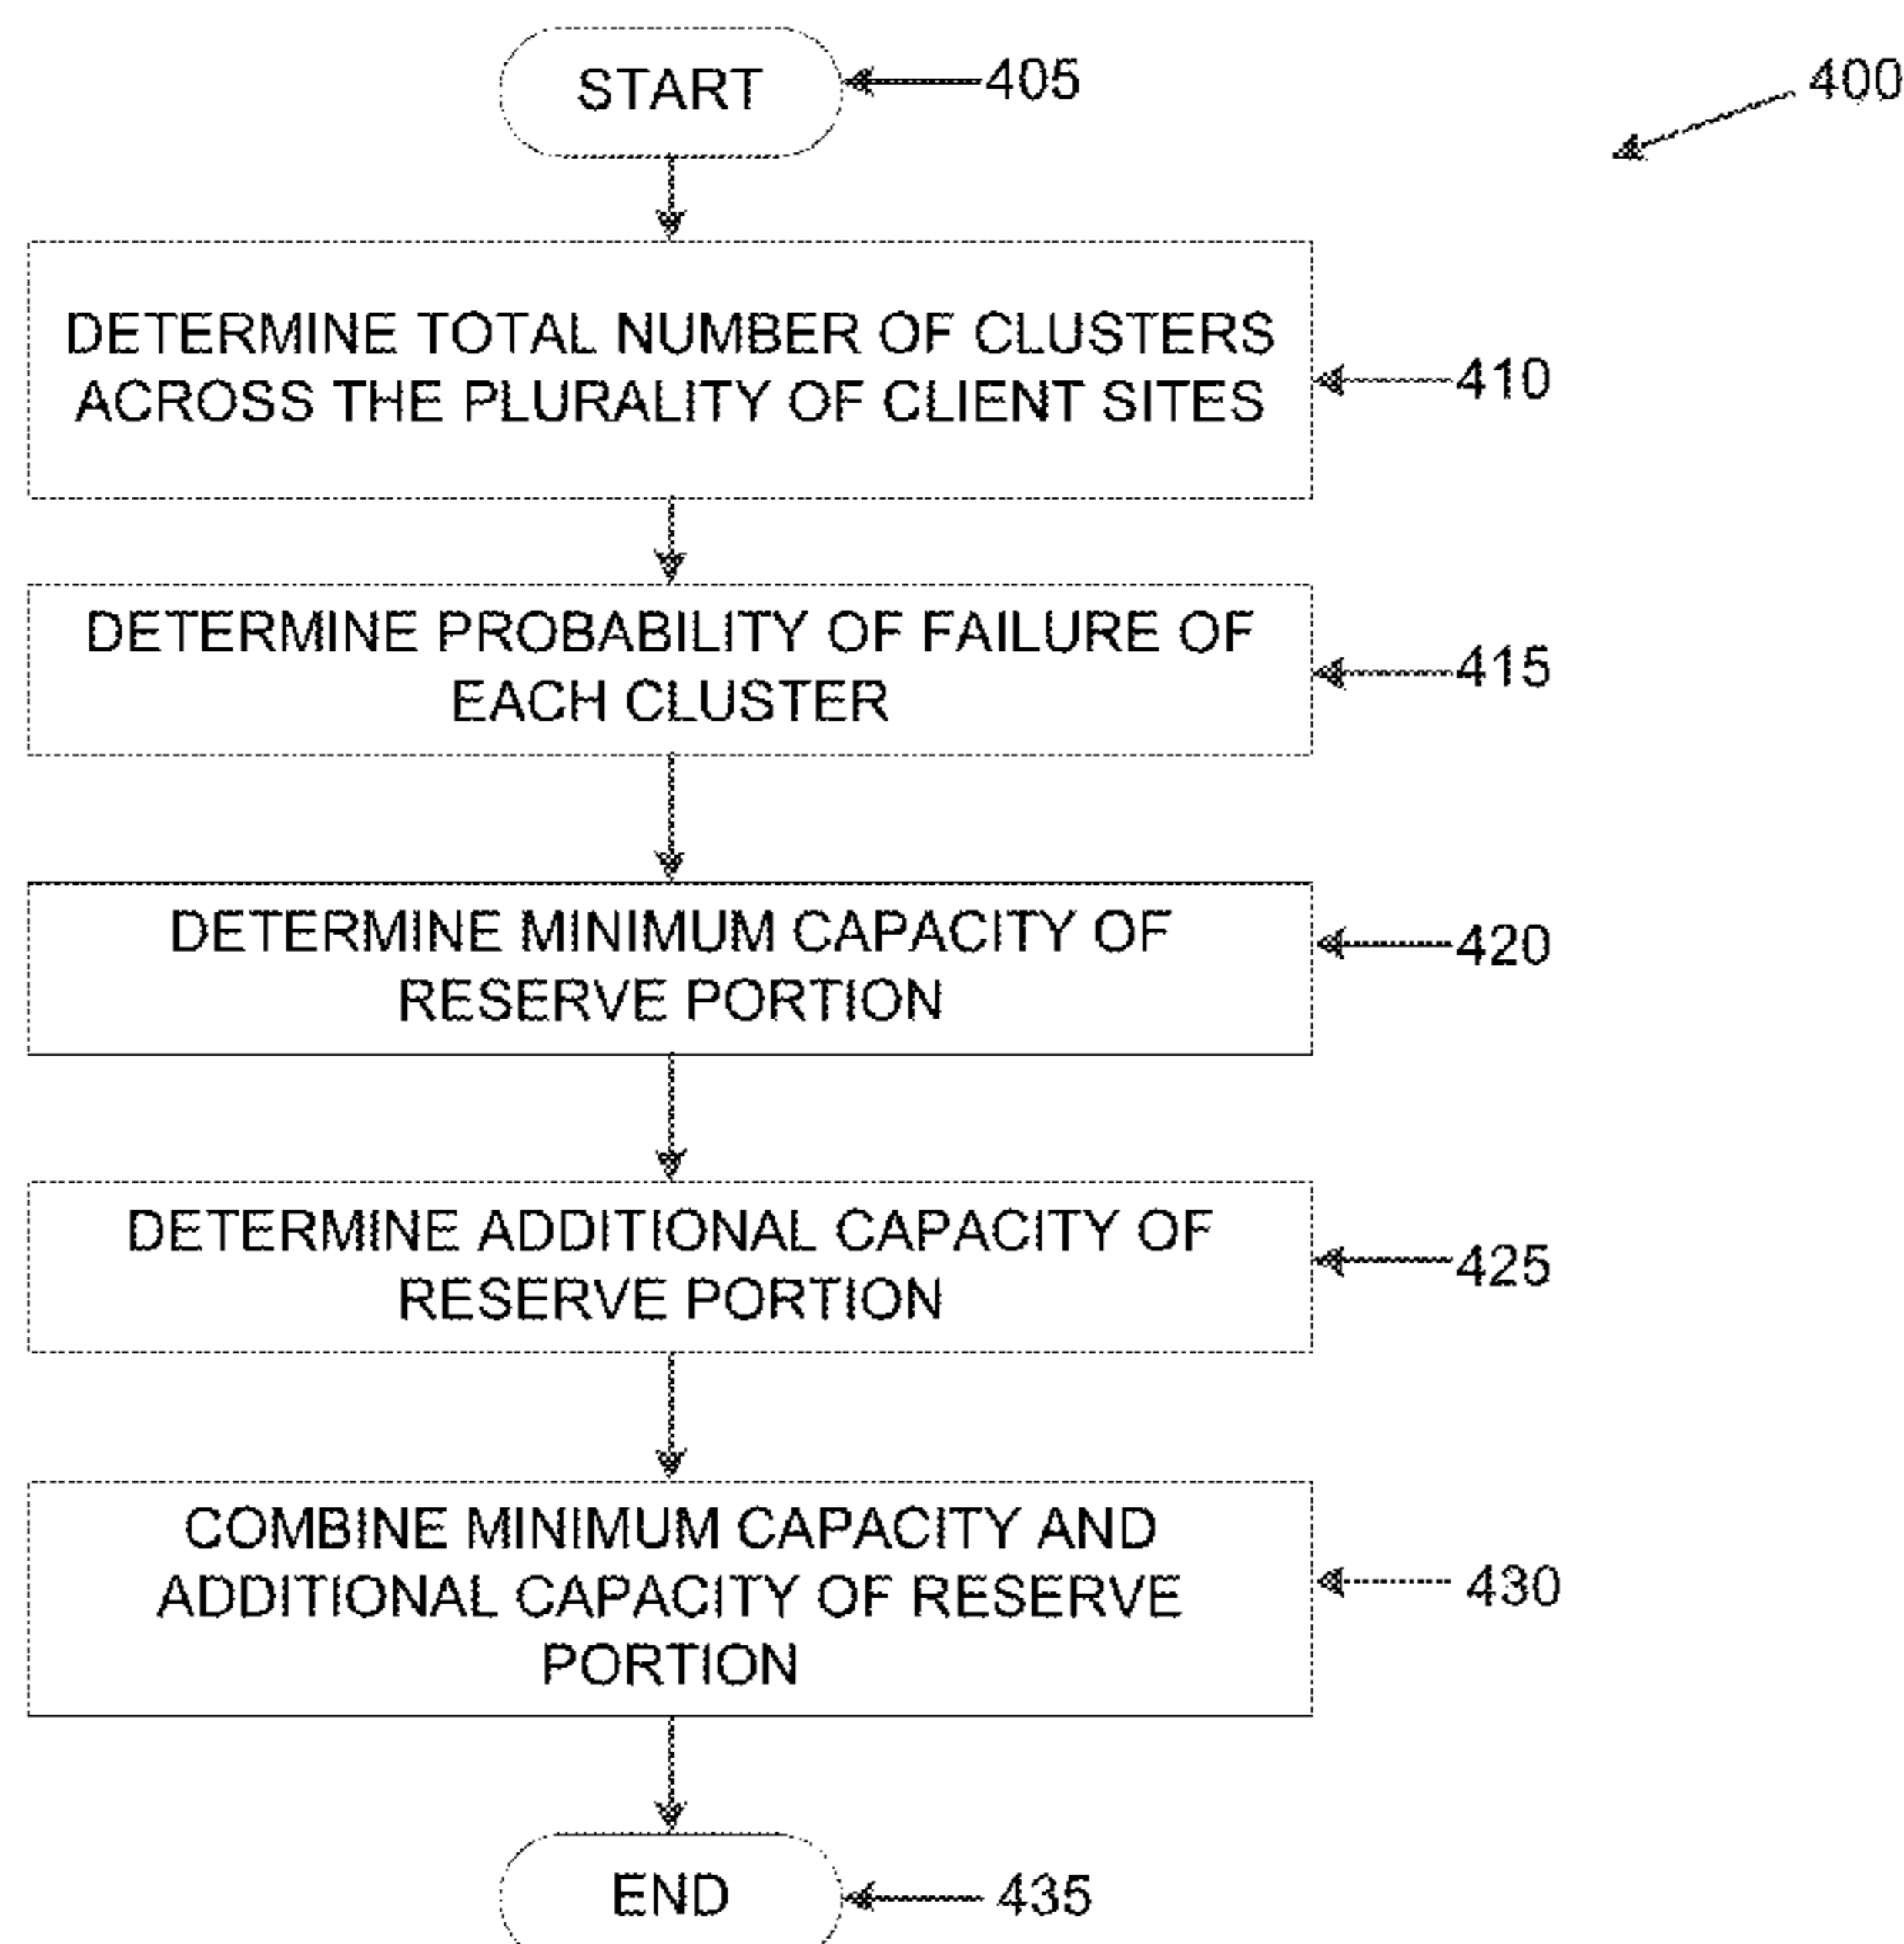 START
405
400
DETERMINE TOTAL NUMBER OF CLUSTERS
ACROSS THE PLURALITY OF CLIENT SITES
410
DETERMINE PROBABILITY OF FAILURE OF
EACH CLUSTER
415
DETERMINE MINIMUM CAPACITY OF
RESERVE PORTION
420
DETERMINE ADDITIONAL CAPACITY OF
RESERVE PORTION
425
COMBINE MINIMUM CAPACITY AND
ADDITIONAL CAPACITY OF RESERVE
PORTION
430
END
435